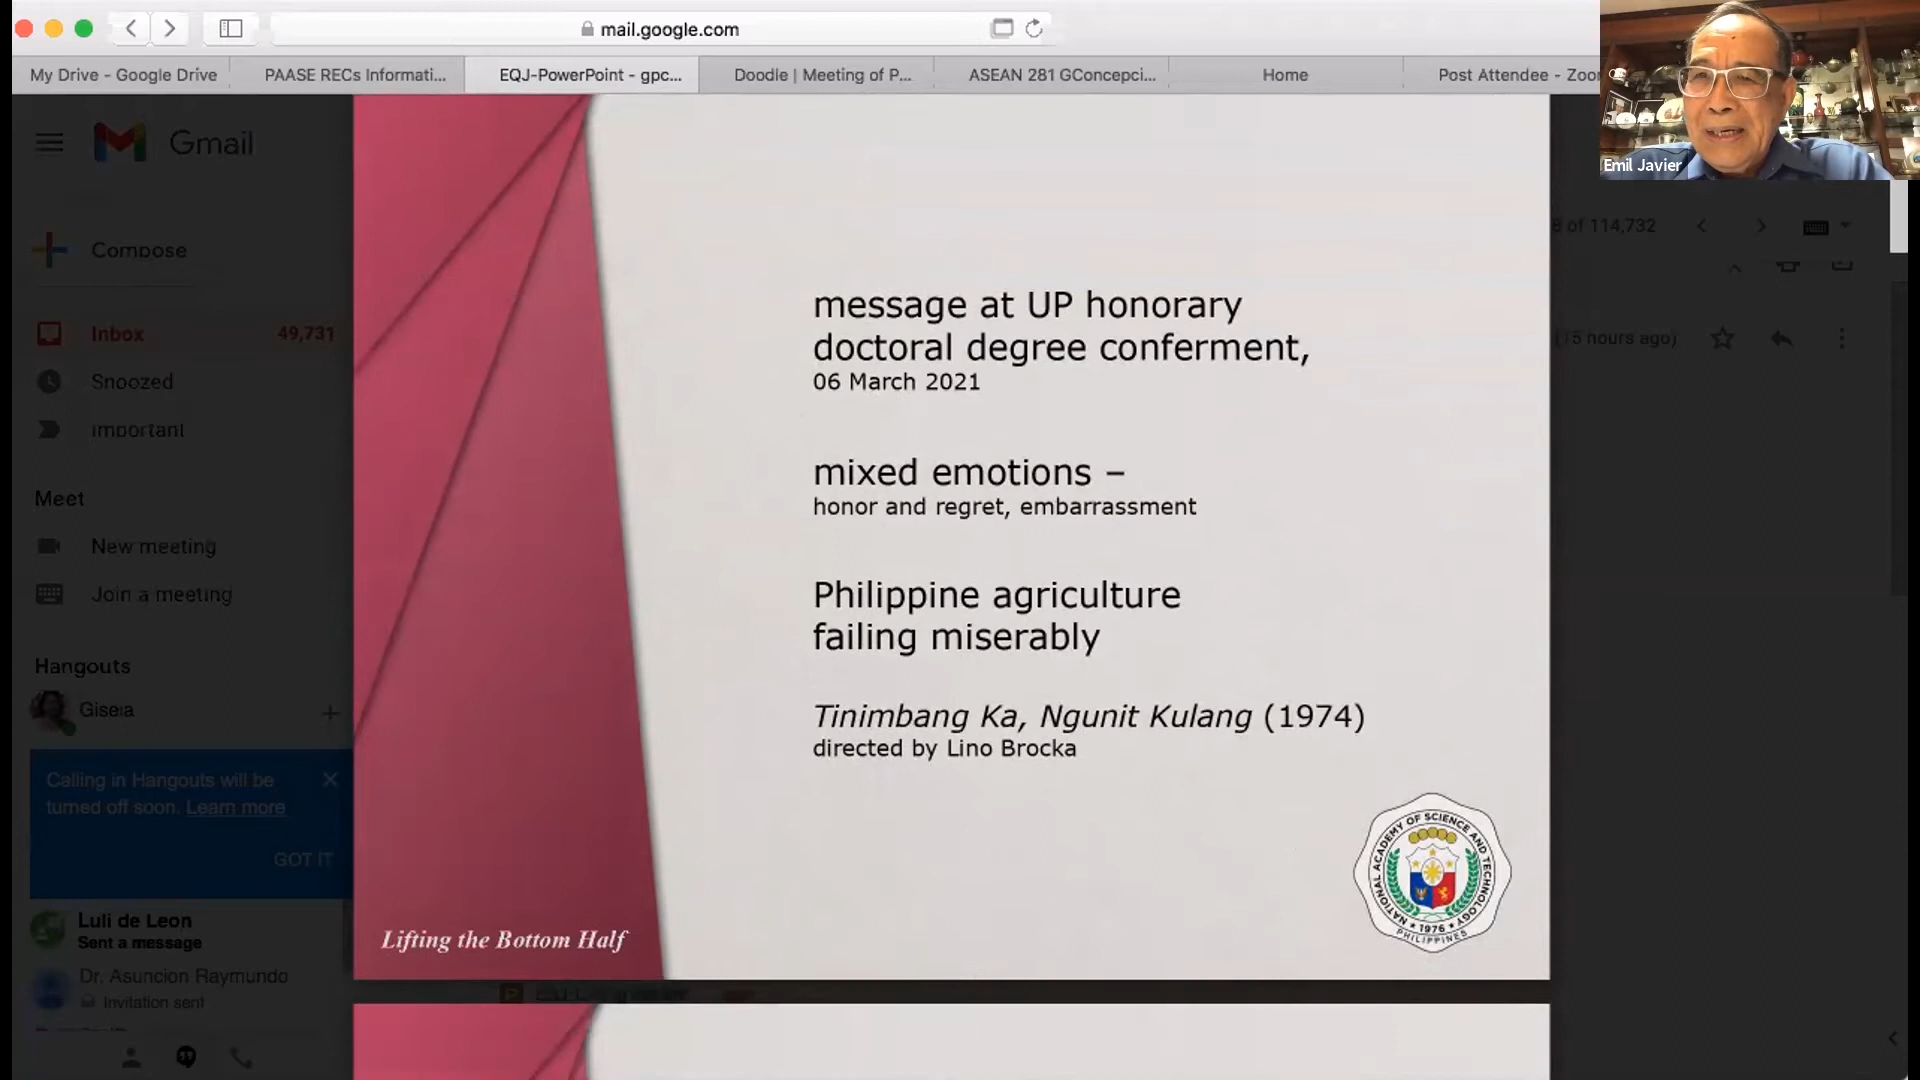 mail.google.com
My Drive - Google Drive
PAASE RECs Informati...
EQJ-PowerPoint - gpc...
Doodle | Meeting of P...
ASEAN 281 GConcepci...
Home
Post Attendee - Zoo
Emil Javier
Gmail
of 114,732
Compose
Inbox 49,731
(15 hours ago)
Snoozed
Important
Meet
New meeting
Join a meeting
Hangouts
Gisela
Calling in Hangouts will be
turned off soon. Learn more
GOT IT
Luli de Leon
Sent a message
Dr. Asuncion Raymundo
Invitation sent
message at UP honorary
doctoral degree conferment,
06 March 2021
mixed emotions –
honor and regret, embarrassment
Philippine agriculture
failing miserably
Tinimbang Ka, Ngunit Kulang (1974)
directed by Lino Brocka
Lifting the Bottom Half
NATIONAL ACADEMY OF SCIENCE AND TECHNOLOGY
1976
PHILIPPINES